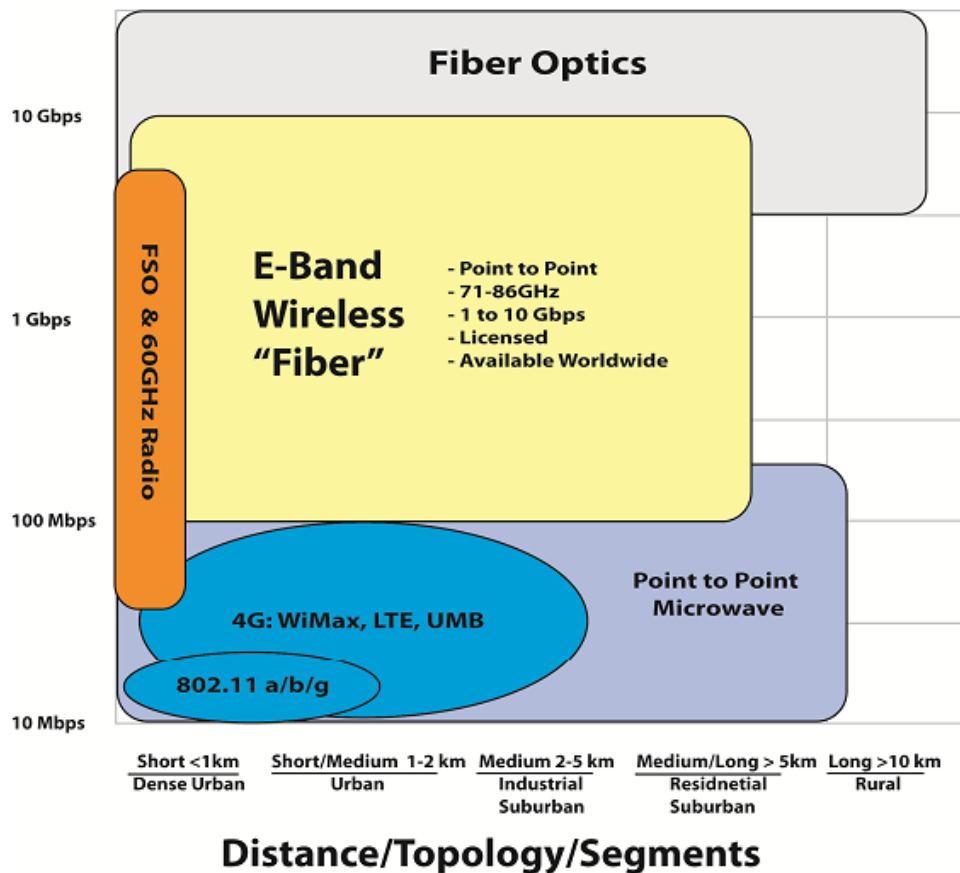 Fiber Optics
10 Gbps
E-Band
Wireless
“Fiber”
- Point to Point
- 71-86GHz
- 1 to 10 Gbps
- Licensed
- Available Worldwide
FSO & 60GHz Radio
1 Gbps
100 Mbps
Point to Point
Microwave
4G: WiMax, LTE, UMB
802.11 a/b/g
10 Mbps
Short <1km
Dense Urban
Short/Medium 1-2 km
Urban
Medium 2-5 km
Industrial
Suburban
Medium/Long > 5km
Residnetial
Suburban
Long >10 km
Rural
Distance/Topology/Segments